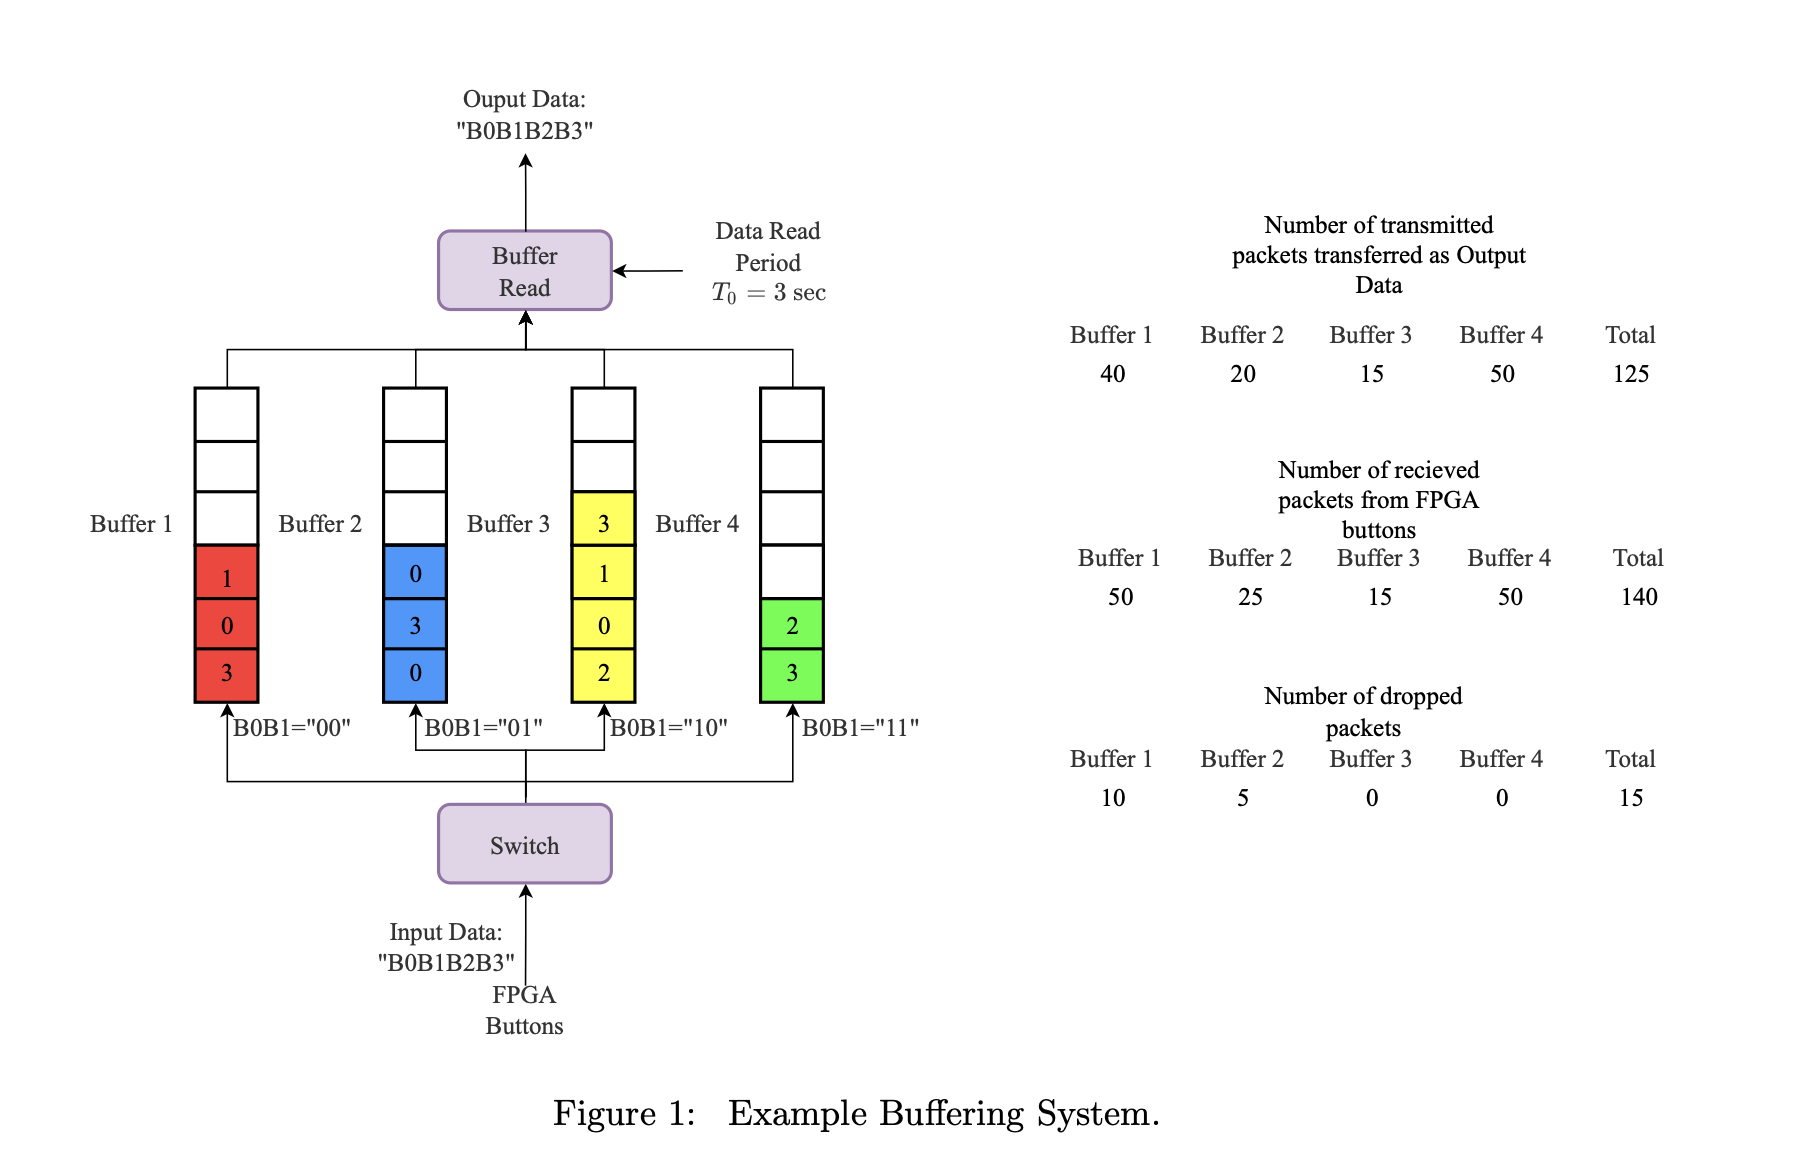 Ouput Data:
"B0B1B2B3"
Buffer
Read
Data Read
Period
T₀ = 3 sec
Buffer 1
Buffer 2
Buffer 3
Buffer 4
1
0
3
0
3
0
3
1
0
2
2
3
B0B1="00"
B0B1="01"
B0B1="10"
B0B1="11"
Switch
Input Data:
"B0B1B2B3"
FPGA
Buttons
Number of transmitted
packets transferred as Output
Data
Buffer 1 Buffer 2 Buffer 3 Buffer 4 Total
40 20 15 50 125
Number of recieved
packets from FPGA
buttons
Buffer 1 Buffer 2 Buffer 3 Buffer 4 Total
50 25 15 50 140
Number of dropped
packets
Buffer 1 Buffer 2 Buffer 3 Buffer 4 Total
10 5 0 0 15
Figure 1: Example Buffering System.